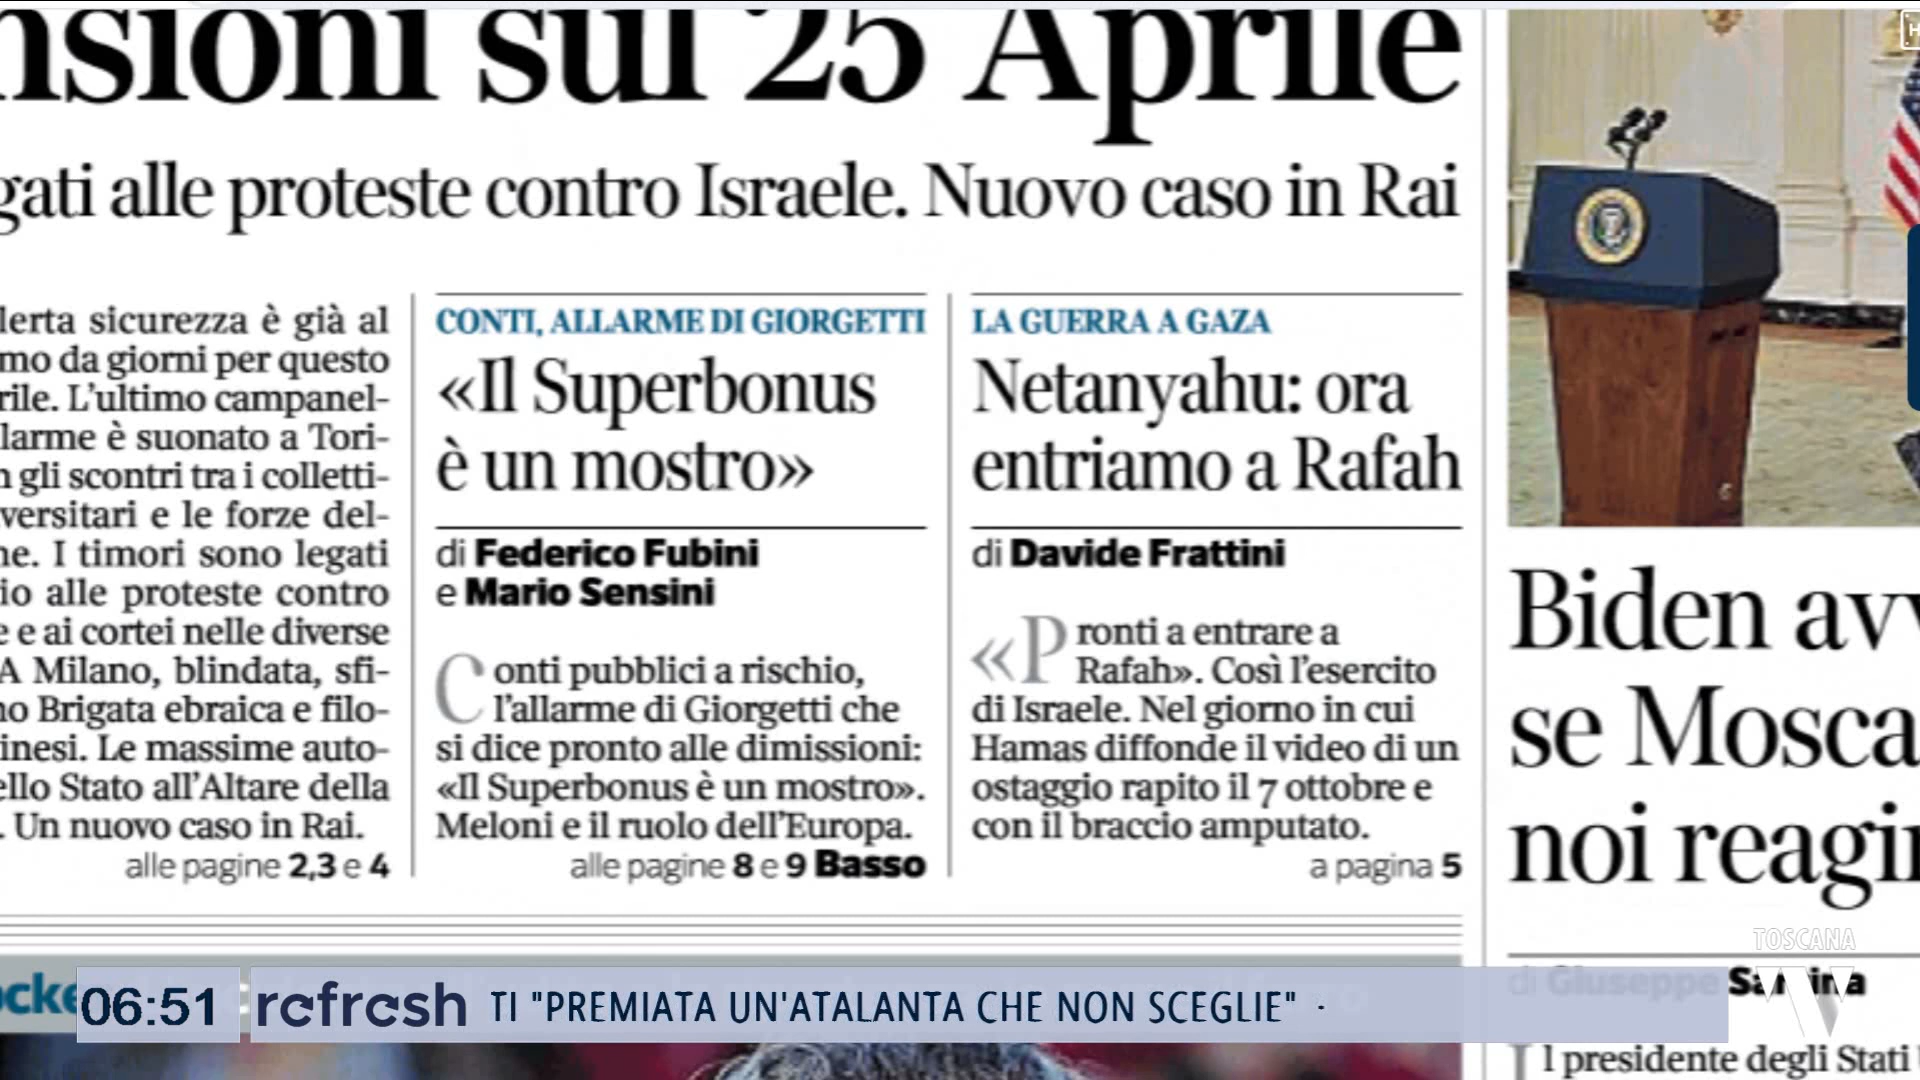 nsioni sul 25 Aprile
gati alle proteste contro Israele. Nuovo caso in Rai
lerta sicurezza è già al
mo da giorni per questo
rile. L'ultimo campanel-
larme è suonato a Tori-
n gli scontri tra i colletti-
versitari e le forze del-
ne. I timori sono legati
io alle proteste contro
e e ai cortei nelle diverse
A Milano, blindata, sfi-
no Brigata ebraica e filo-
inesi. Le massime auto-
ello Stato all'Altare della
. Un nuovo caso in Rai.
alle pagine 2,3 e 4
CONTI, ALLARME DI GIORGETTI
«Il Superbonus
è un mostro»
di Federico Fubini
e Mario Sensini
Conti pubblici a rischio,
l'allarme di Giorgetti che
si dice pronto alle dimissioni:
«Il Superbonus è un mostro».
Meloni e il ruolo dell'Europa.
alle pagine 8 e 9 Basso
LA GUERRA A GAZA
Netanyahu: ora
entriamo a Rafah
di Davide Frattini
«Pronti a entrare a
Rafah». Così l'esercito
di Israele. Nel giorno in cui
Hamas diffonde il video di un
ostaggio rapito il 7 ottobre e
con il braccio amputato.
a pagina 5
Biden avv
se Mosca
noi reagir
di Giuseppe Sarcina
Il presidente degli Stati
TOSCANA
ocke
06:51 refresh TI "PREMIATA UN'ATALANTA CHE NON SCEGLIE" ·